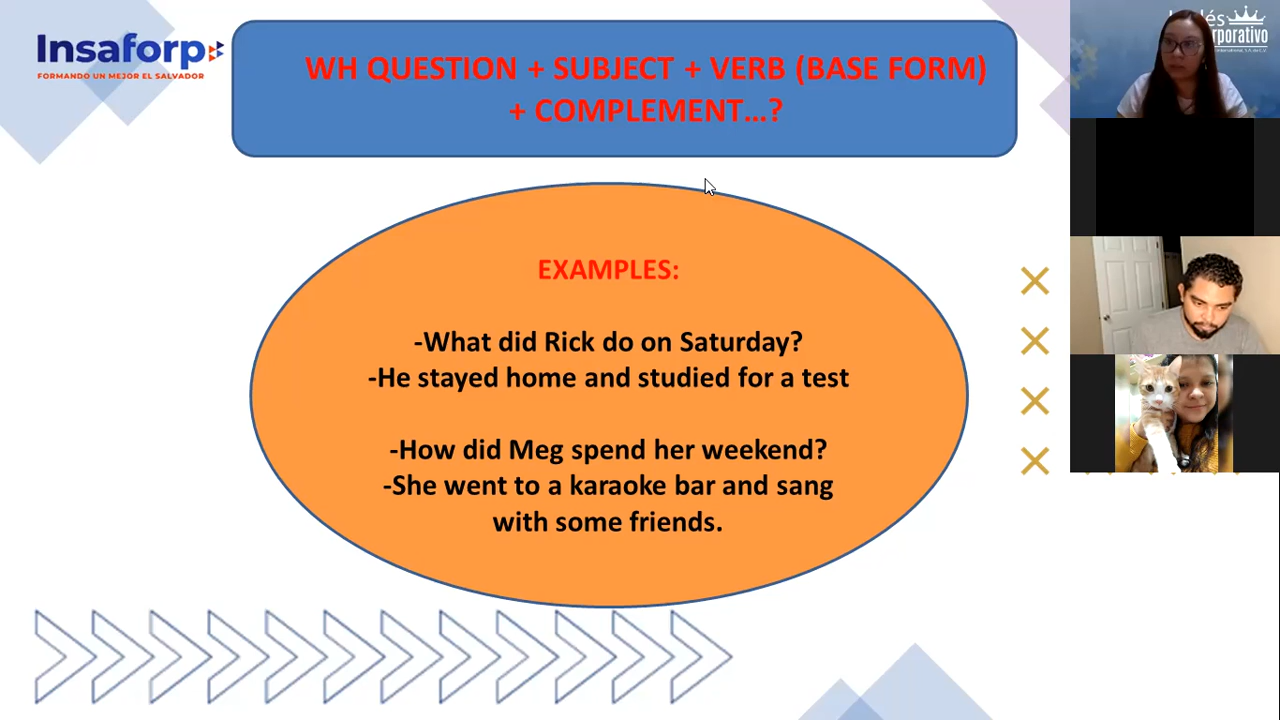 Insaforp
FORMANDO UN MEJOR EL SALVADOR
WH QUESTION + SUBJECT + VERB (BASE FORM)
+ COMPLEMENT...?
EXAMPLES:
-What did Rick do on Saturday?
-He stayed home and studied for a test
-How did Meg spend her weekend?
-She went to a karaoke bar and sang
with some friends.